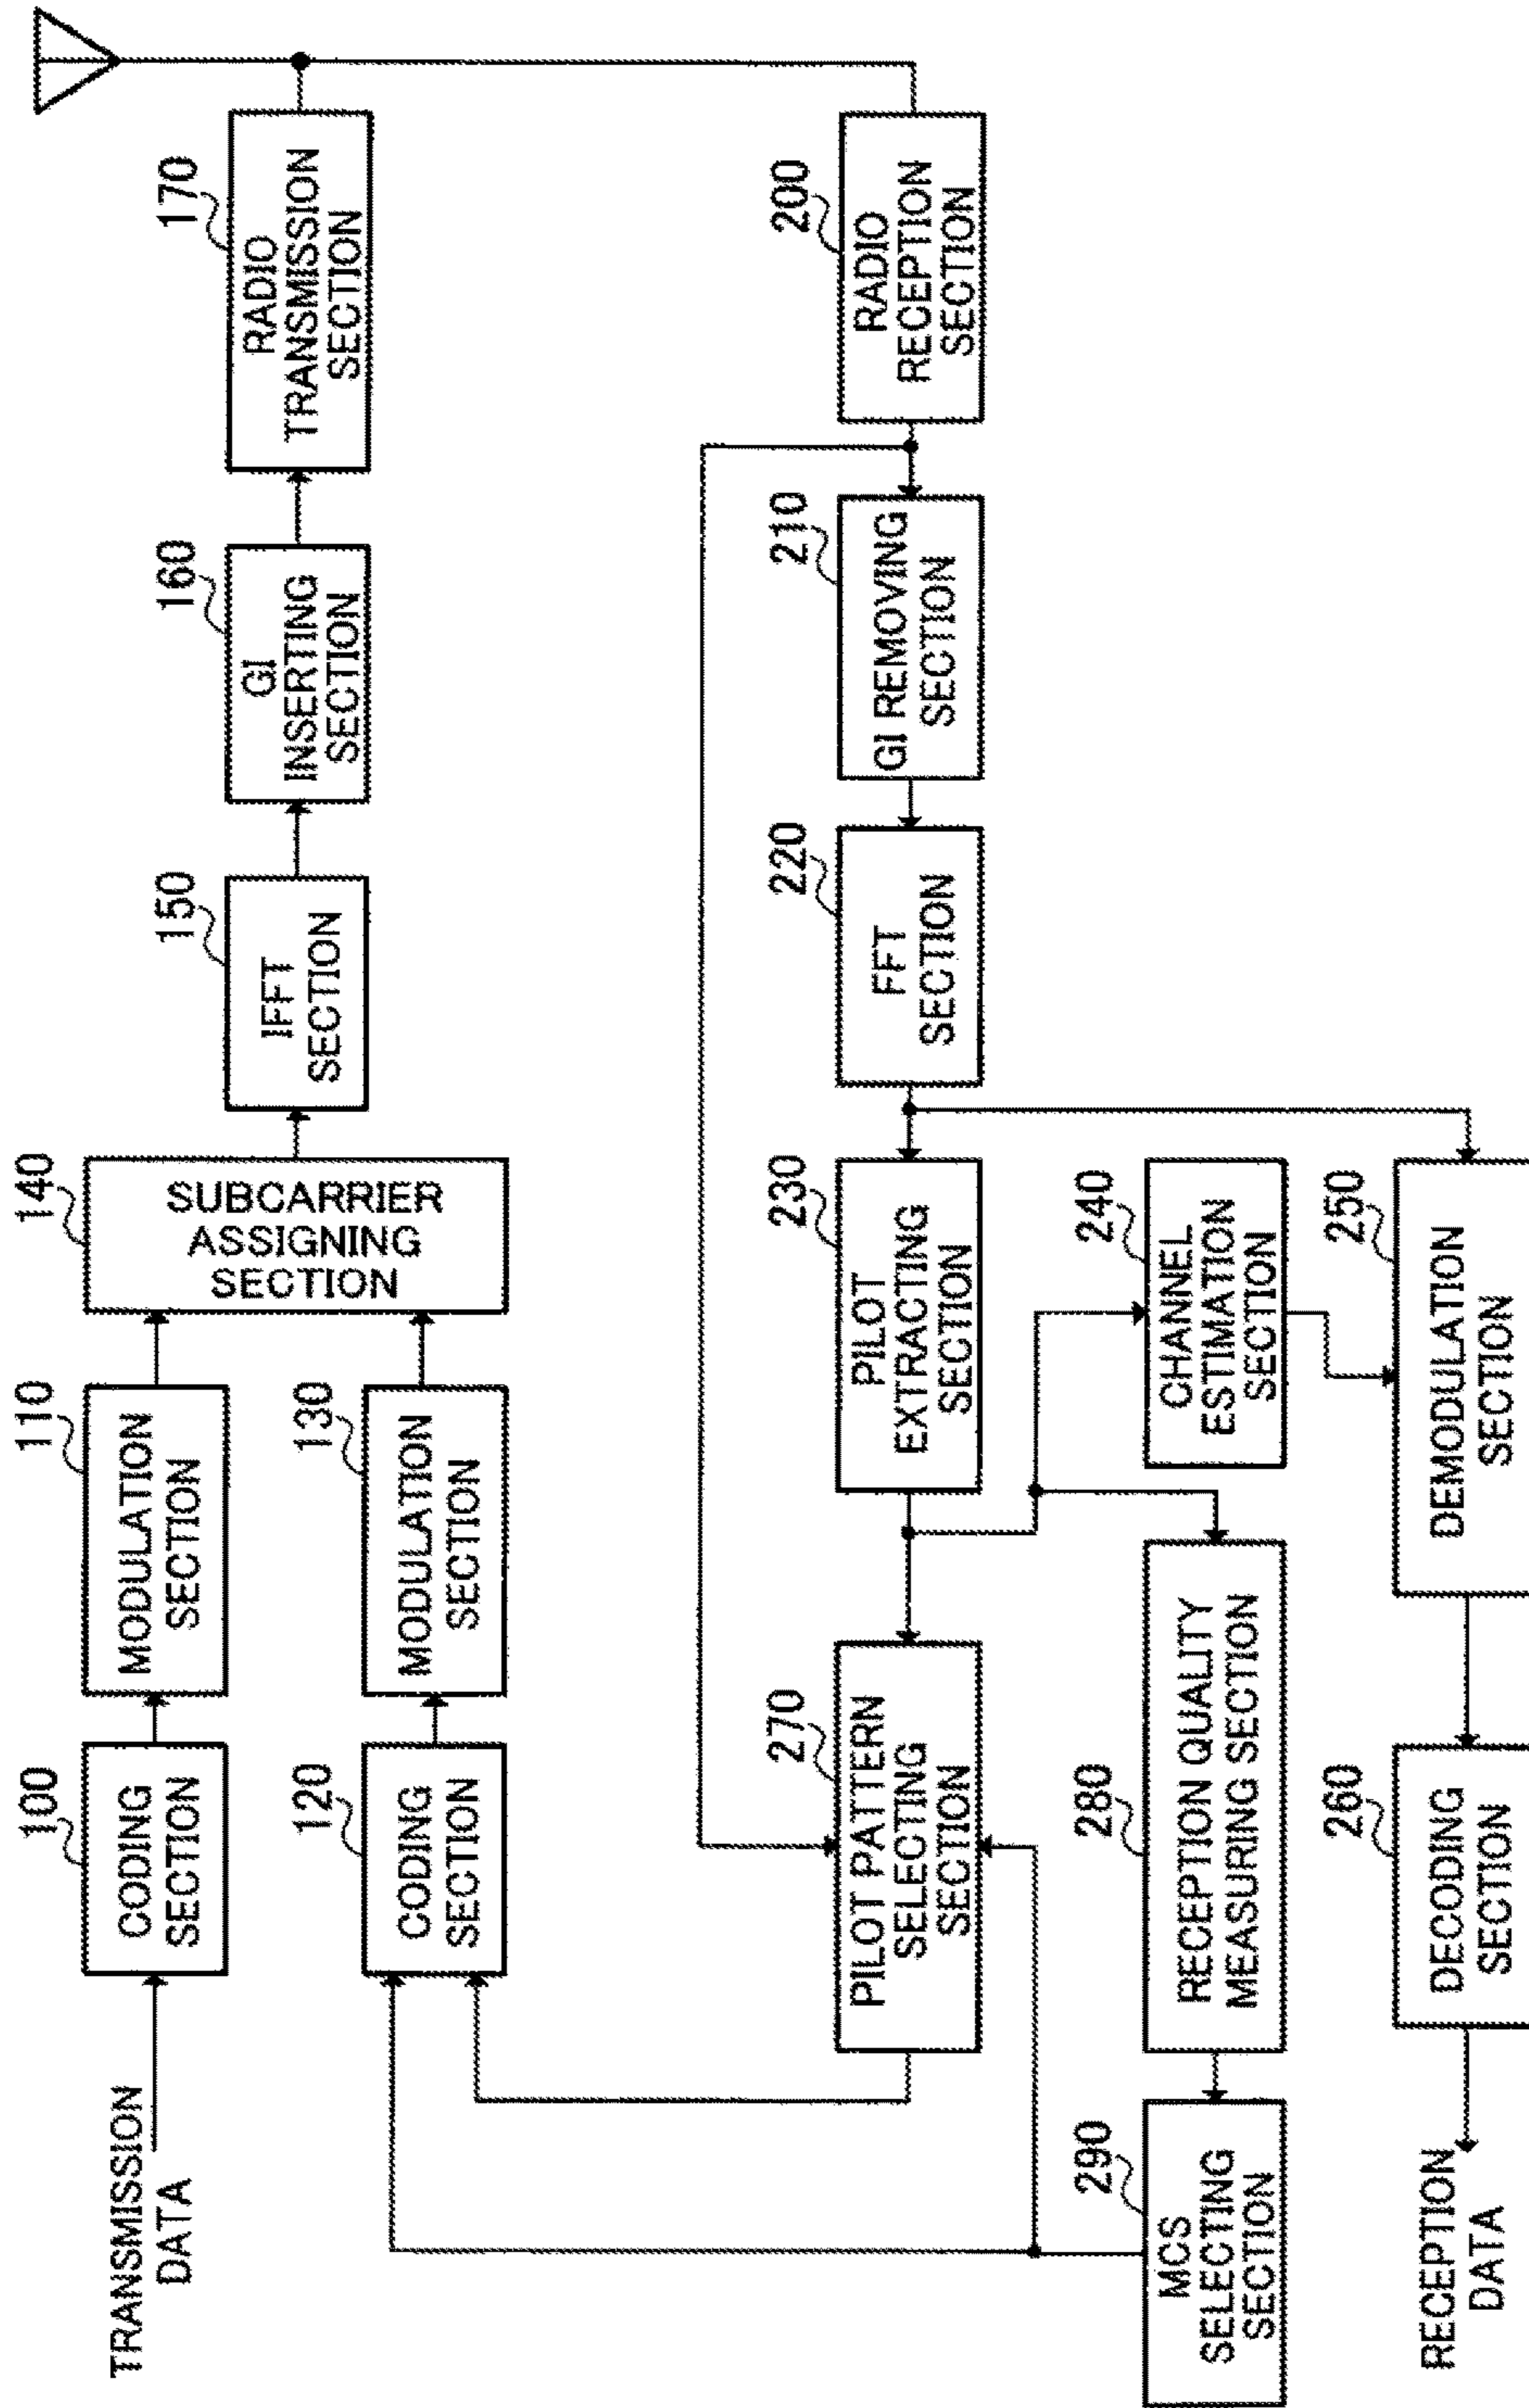 TRANSMISSION
DATA
100
CODING
SECTION
110
MODULATION
SECTION
120
CODING
SECTION
130
MODULATION
SECTION
140
SUBCARRIER
ASSIGNING
SECTION
150
IFFT
SECTION
160
GI
INSERTING
SECTION
170
RADIO
TRANSMISSION
SECTION
200
RADIO
RECEPTION
SECTION
210
GI REMOVING
SECTION
220
FFT
SECTION
230
PILOT
EXTRACTING
SECTION
240
CHANNEL
ESTIMATION
SECTION
250
DEMODULATION
SECTION
260
DECODING
SECTION
270
PILOT PATTERN
SELECTING
SECTION
280
RECEPTION QUALITY
MEASURING SECTION
290
MCS
SELECTING
SECTION
RECEPTION
DATA